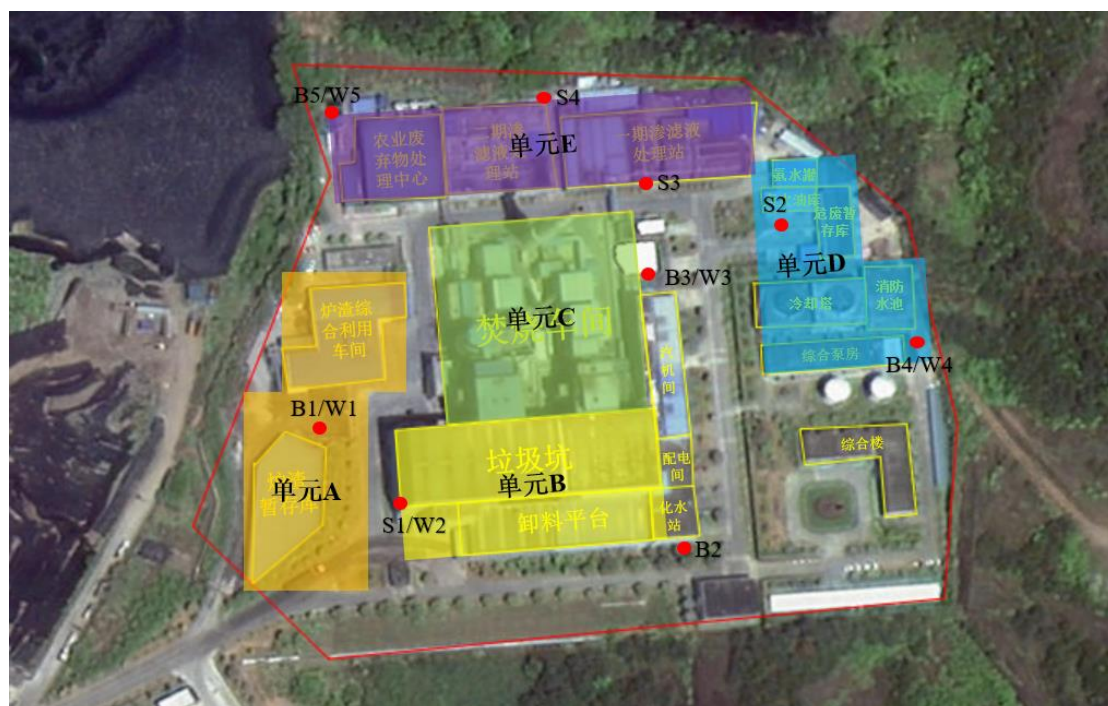 B5/W5
S4
农业废
弃物处
理中心
一期渗
滤液处
理站
单元E
一期渗滤液
处理站
S3
氨水罐
油库
S2
危废暂
存库
单元D
B3/W3
冷却塔
消防
水池
综合泵房
B4/W4
炉渣综
合利用
车间
单元C
焚烧车间
汽
机
间
B1/W1
炉渣
暂存库
单元A
垃圾坑
单元B
配电
间
综合楼
S1/W2
卸料平台
化水
站
B2